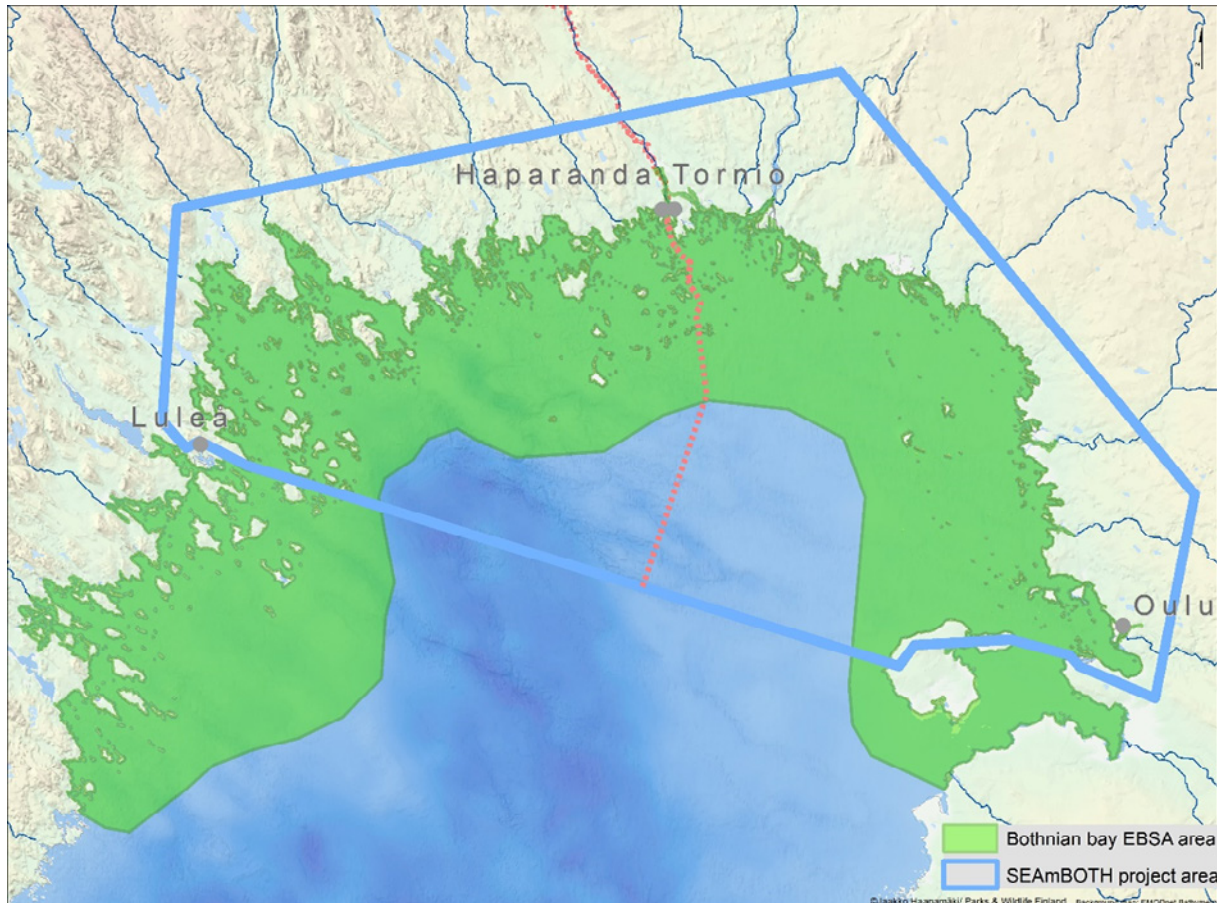 Haparanda Tornio
Luleå
Oulu
Bothnian bay EBSA area
SEAmBOTH project area
© Jaakko Haapamäki/ Parks & Wildlife Finland